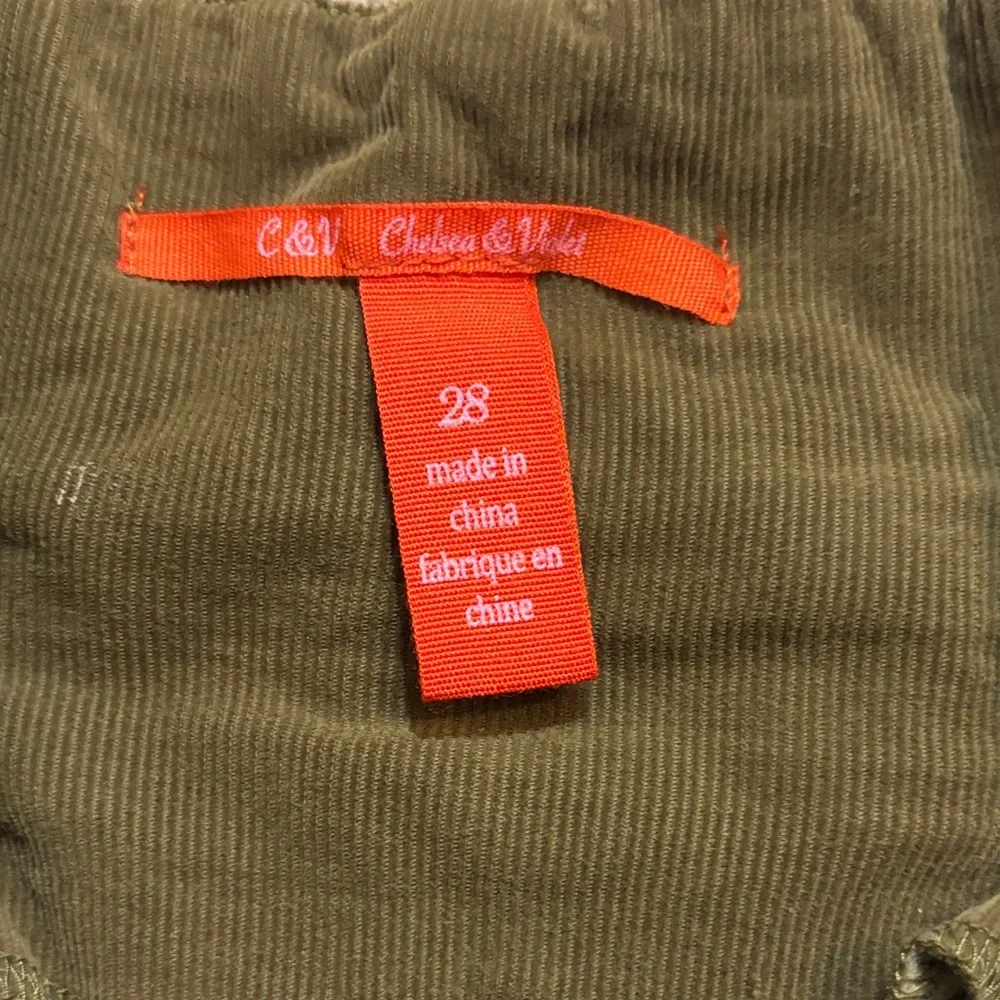 C&V Chelsea & Violet
28
made in
china
fabrique en
chine